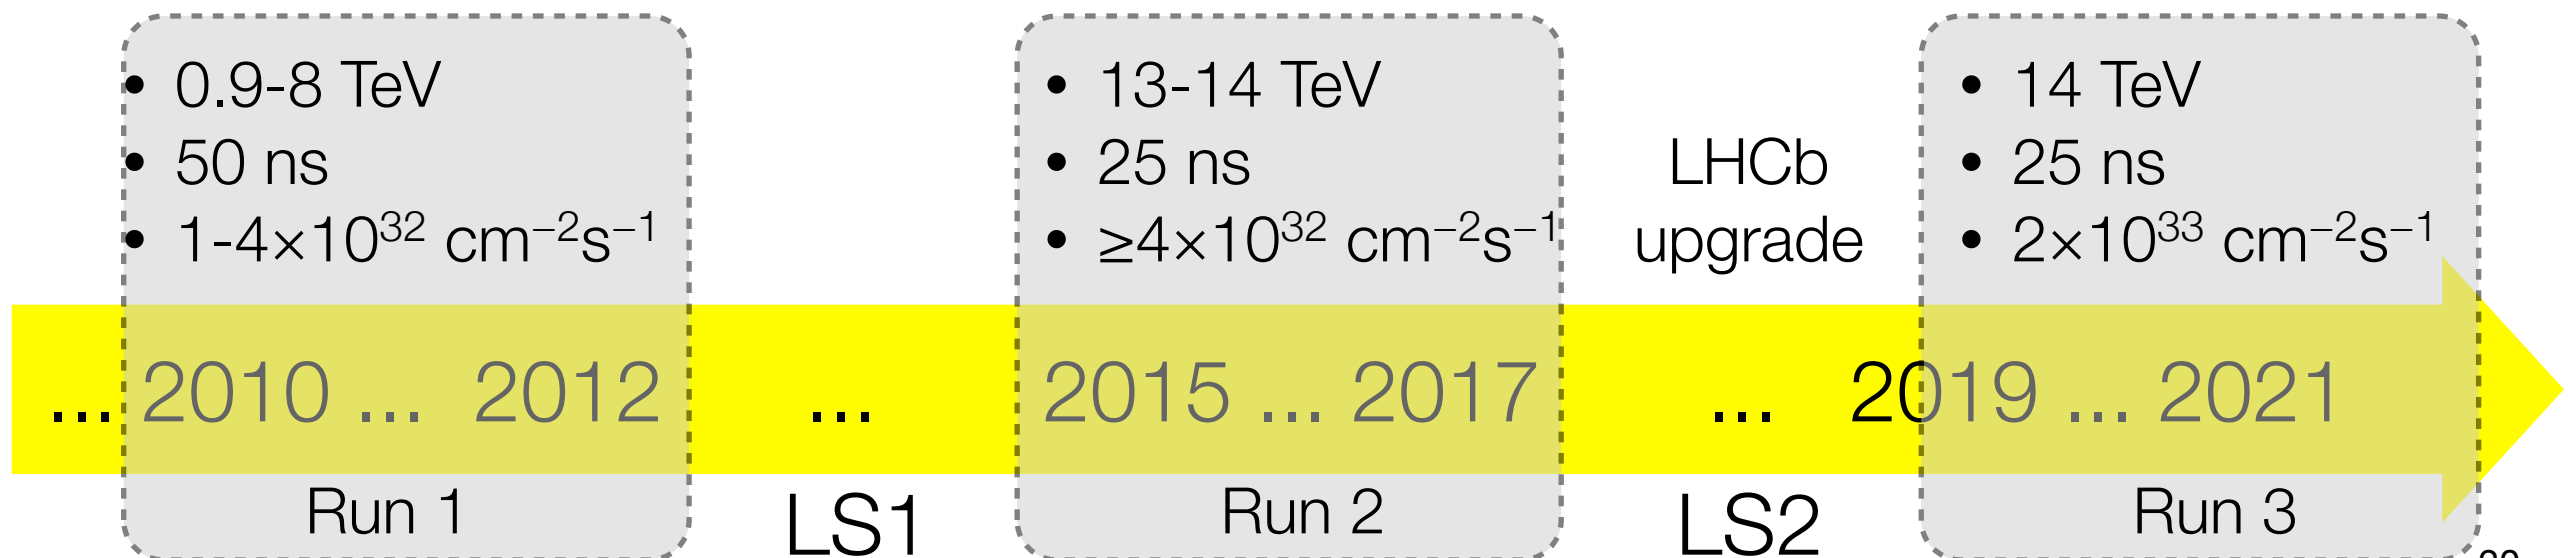 • 0.9-8 TeV
• 50 ns
• 1-4×10³² cm⁻²s⁻¹
• 13-14 TeV
• 25 ns
• ≥4×10³² cm⁻²s⁻¹
LHCb
upgrade
• 14 TeV
• 25 ns
• 2×10³³ cm⁻²s⁻¹
... 2010 ... 2012 ... 2015 ... 2017 ... 2019 ... 2021
Run 1
LS1
Run 2
LS2
Run 3